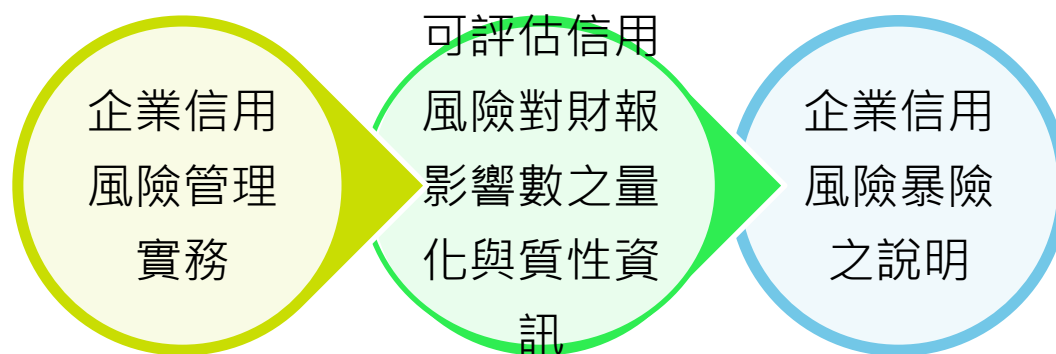 企業信用
風險管理
實務
可評估信用
風險對財報
影響數之量
化與質性資
訊
企業信用
風險暴險
之說明